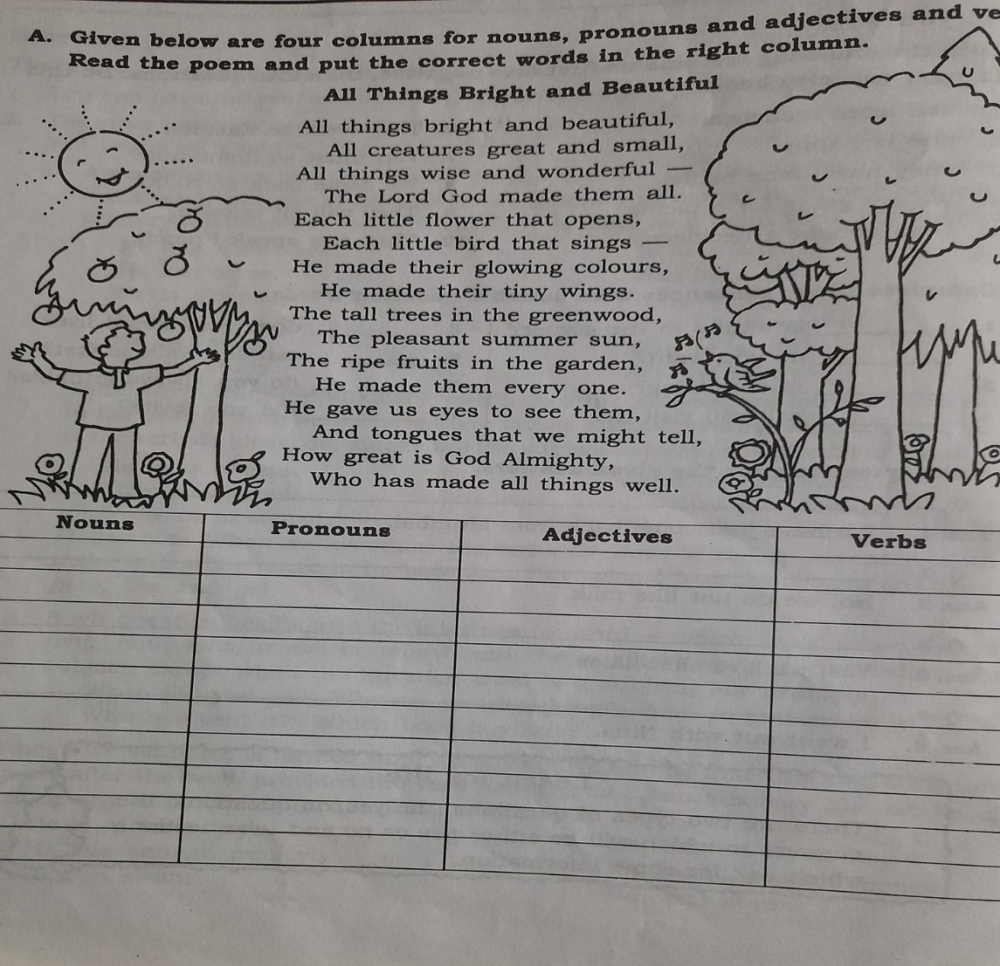 A. Given below are four columns for nouns, pronouns and adjectives and ve
Read the poem and put the correct words in the right column.
All Things Bright and Beautiful
All things bright and beautiful,
All creatures great and small,
All things wise and wonderful —
The Lord God made them all.
Each little flower that opens,
Each little bird that sings —
He made their glowing colours,
He made their tiny wings.
The tall trees in the greenwood,
The pleasant summer sun,
The ripe fruits in the garden,
He made them every one.
He gave us eyes to see them,
And tongues that we might tell,
How great is God Almighty,
Who has made all things well.
Nouns Pronouns Adjectives Verbs